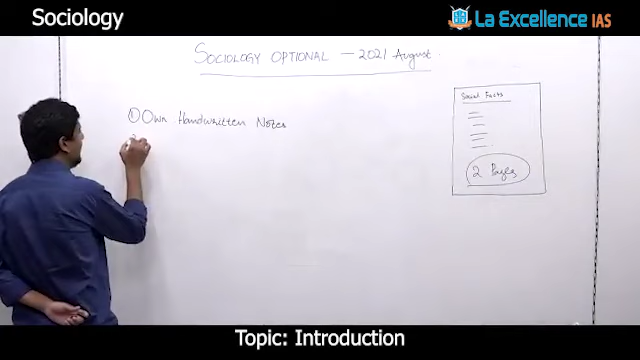 Sociology
La Excellence IAS
SOCIOLOGY OPTIONAL — 2021 August
Social Facts
① Own Handwritten Notes
2 Pages
Topic: Introduction